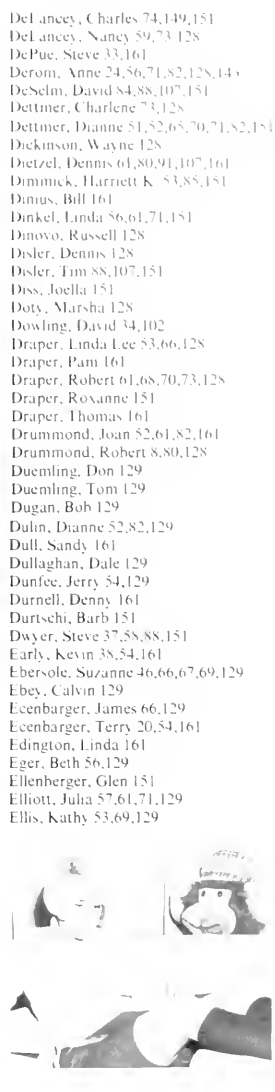 DeLancey, Charles 74,149,151
DeLancey, Nancy 59,73,128
DePue, Steve 33,161
Derom, Anne 24,56,71,82,128,145
DeSelm, David 84,88,107,151
Dettmer, Charlene 73,128
Dettmer, Dianne 51,52,65,70,71,82,151
Dickinson, Wayne 128
Dietzel, Dennis 61,80,91,107,161
Dimmick, Harriett K. 53,85,151
Dinius, Bill 161
Dinkel, Linda 56,61,71,151
Dinovo, Russell 128
Disler, Dennis 128
Disler, Tim 88,107,151
Diss, Joella 151
Doty, Marsha 128
Dowling, David 34,102
Draper, Linda Lee 53,66,128
Draper, Pam 161
Draper, Robert 61,68,70,73,128
Draper, Roxanne 151
Draper, Thomas 161
Drummond, Joan 52,61,82,161
Drummond, Robert 8,80,128
Duemling, Don 129
Duemling, Tom 129
Dugan, Bob 129
Dulin, Dianne 52,82,129
Dull, Sandy 161
Dullaghan, Dale 129
Dunfee, Jerry 54,129
Durnell, Denny 161
Durtschi, Barb 151
Dwyer, Steve 37,58,88,151
Early, Kevin 38,54,161
Ebersole, Suzanne 46,66,67,69,129
Ebey, Calvin 129
Ecenbarger, James 66,129
Ecenbarger, Terry 20,54,161
Edington, Linda 161
Eger, Beth 56,129
Ellenberger, Glen 151
Elliott, Julia 57,61,71,129
Ellis, Kathy 53,69,129